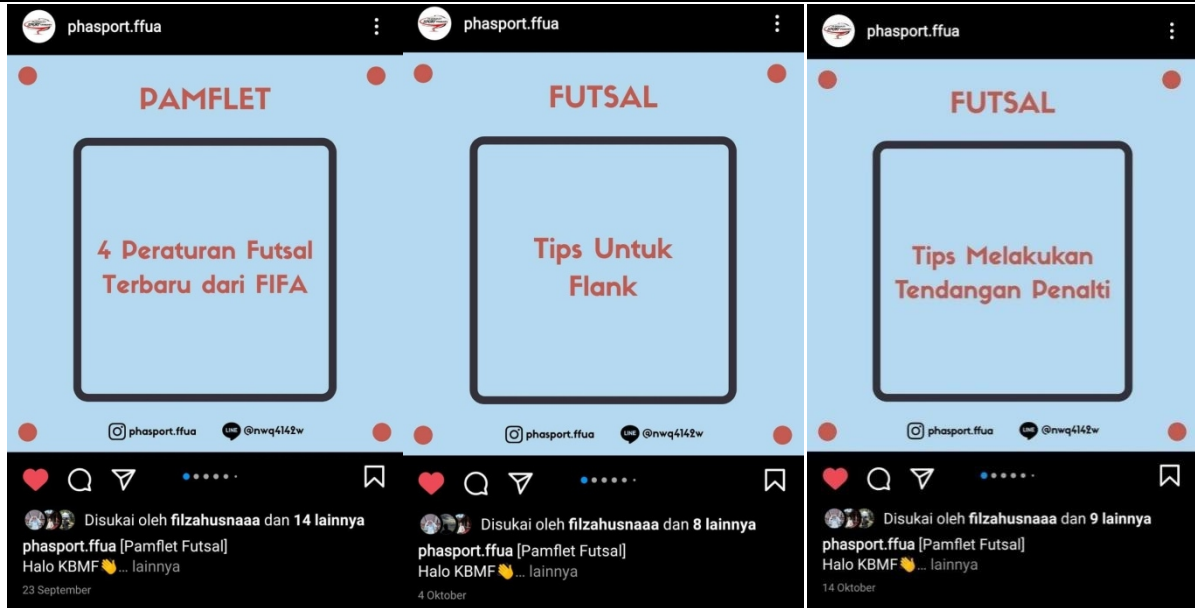 phasport.ffua
PAMFLET
4 Peraturan Futsal
Terbaru dari FIFA
phasport.ffua LINE @nwq4142w
Disukai oleh filzahusnaaa dan 14 lainnya
phasport.ffua [Pamflet Futsal]
Halo KBMF👋... lainnya
23 September
phasport.ffua
FUTSAL
Tips Untuk
Flank
phasport.ffua LINE @nwq4142w
Disukai oleh filzahusnaaa dan 8 lainnya
phasport.ffua [Pamflet Futsal]
Halo KBMF👋... lainnya
4 Oktober
phasport.ffua
FUTSAL
Tips Melakukan
Tendangan Penalti
phasport.ffua LINE @nwq4142w
Disukai oleh filzahusnaaa dan 9 lainnya
phasport.ffua [Pamflet Futsal]
Halo KBMF👋... lainnya
14 Oktober